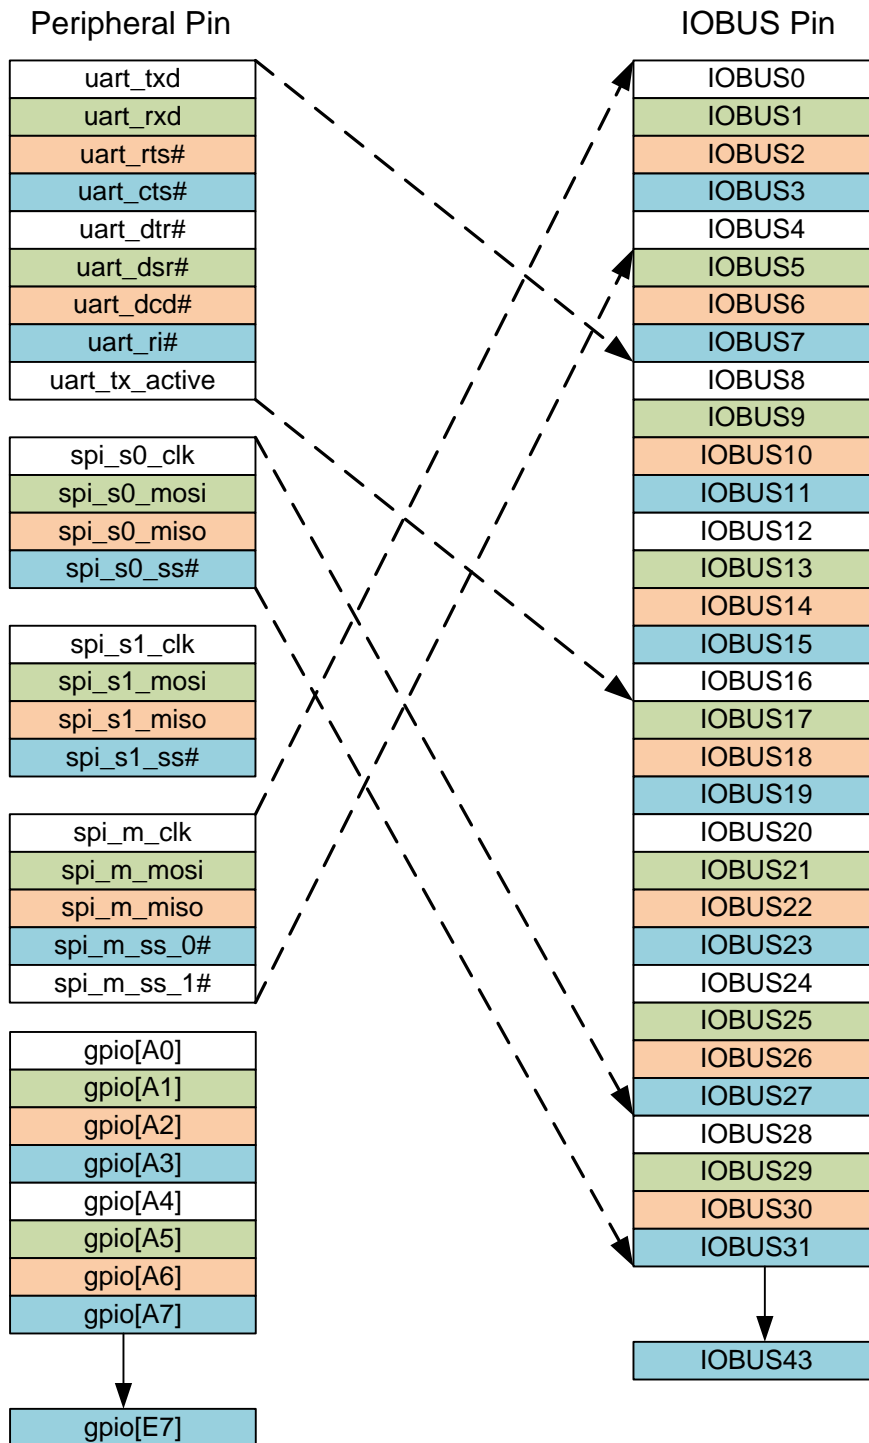 Peripheral Pin
uart_txd
uart_rxd
uart_rts#
uart_cts#
uart_dtr#
uart_dsr#
uart_dcd#
uart_ri#
uart_tx_active
spi_s0_clk
spi_s0_mosi
spi_s0_miso
spi_s0_ss#
spi_s1_clk
spi_s1_mosi
spi_s1_miso
spi_s1_ss#
spi_m_clk
spi_m_mosi
spi_m_miso
spi_m_ss_0#
spi_m_ss_1#
gpio[A0]
gpio[A1]
gpio[A2]
gpio[A3]
gpio[A4]
gpio[A5]
gpio[A6]
gpio[A7]
gpio[E7]
IOBUS Pin
IOBUS0
IOBUS1
IOBUS2
IOBUS3
IOBUS4
IOBUS5
IOBUS6
IOBUS7
IOBUS8
IOBUS9
IOBUS10
IOBUS11
IOBUS12
IOBUS13
IOBUS14
IOBUS15
IOBUS16
IOBUS17
IOBUS18
IOBUS19
IOBUS20
IOBUS21
IOBUS22
IOBUS23
IOBUS24
IOBUS25
IOBUS26
IOBUS27
IOBUS28
IOBUS29
IOBUS30
IOBUS31
IOBUS43